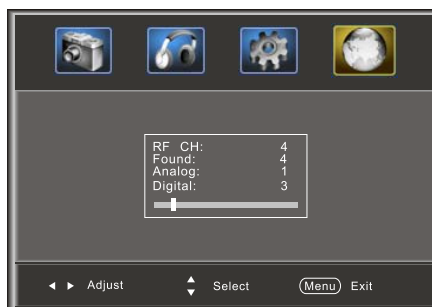 RF CH: 4
Found: 4
Analog: 1
Digital: 3
Adjust Select Menu Exit